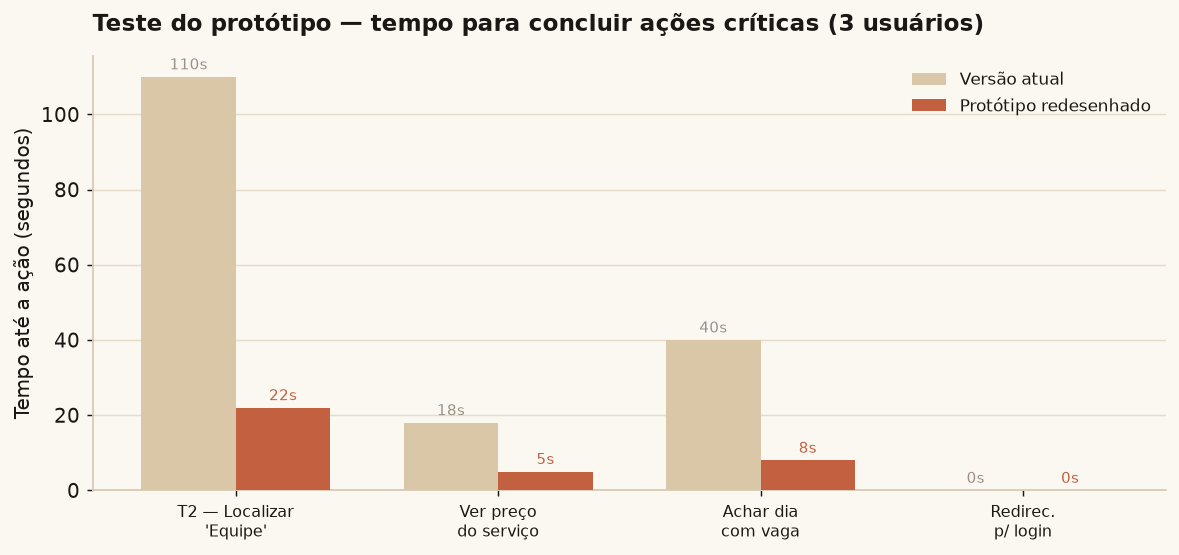 Teste do protótipo — tempo para concluir ações críticas (3 usuários)
Versão atual
Protótipo redesenhado
Tempo até a ação (segundos)
100
80
60
40
20
0
110s
22s
18s
5s
40s
8s
0s
0s
T2 — Localizar
'Equipe'
Ver preço
do serviço
Achar dia
com vaga
Redirec.
p/ login